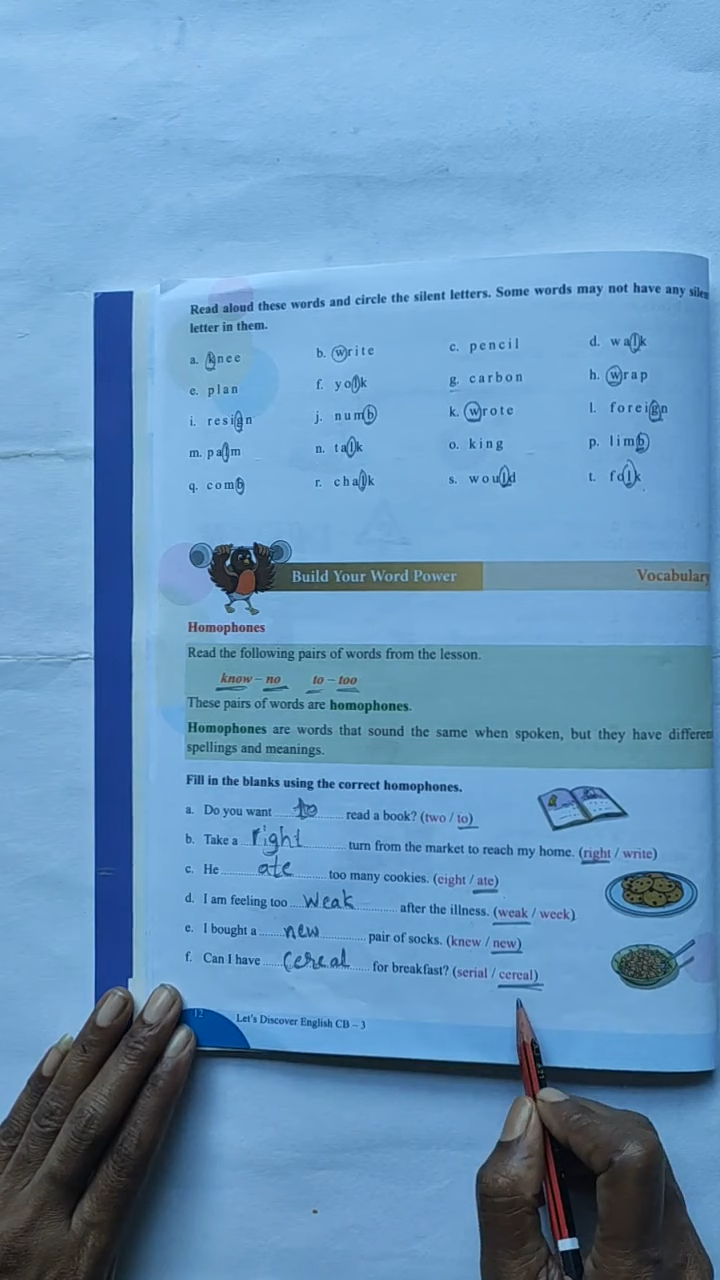 Read aloud these words and circle the silent letters. Some words may not have any silen
letter in them.
a. knee b. write c. pencil d. walk
e. plan f. yolk g. carbon h. wrap
i. resign j. numb k. wrote l. foreign
m. palm n. talk o. king p. limb
q. comb r. chalk s. would t. folk
Build Your Word Power Vocabulary
Homophones
Read the following pairs of words from the lesson.
know – no to – too
These pairs of words are homophones.
Homophones are words that sound the same when spoken, but they have differen
spellings and meanings.
Fill in the blanks using the correct homophones.
a. Do you want to read a book? (two / to)
b. Take a right turn from the market to reach my home. (right / write)
c. He ate too many cookies. (eight / ate)
d. I am feeling too weak after the illness. (weak / week)
e. I bought a new pair of socks. (knew / new)
f. Can I have cereal for breakfast? (serial / cereal)
12 Let's Discover English CB – 3